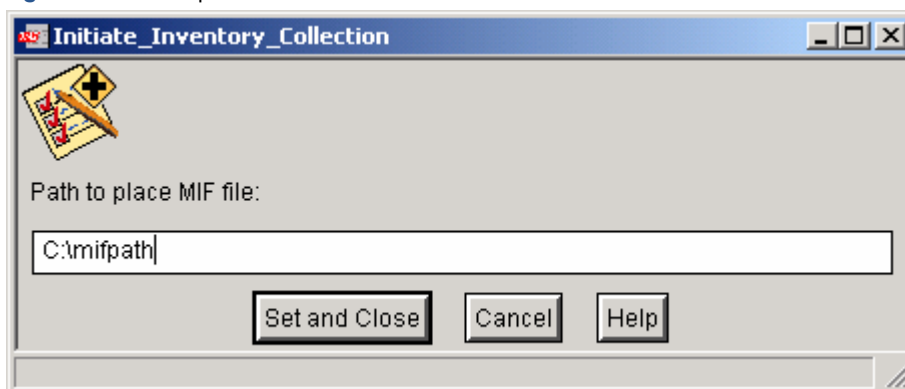 Initiate_Inventory_Collection
Path to place MIF file:
C:\mifpath
Set and Close Cancel Help